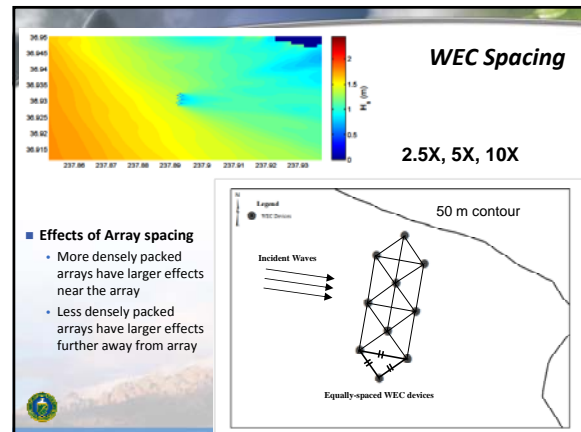 WEC Spacing
36.95
36.945
36.94
36.935
36.93
36.925
36.92
36.915
237.86 237.87 237.88 237.89 237.9 237.91 237.92 237.93
2
1.5
1
0.5
0
Hs (m)
2.5X, 5X, 10X
Effects of Array spacing
• More densely packed
arrays have larger effects
near the array
• Less densely packed
arrays have larger effects
further away from array
N
Legend
WEC Devices
50 m contour
Incident Waves
Equally-spaced WEC devices